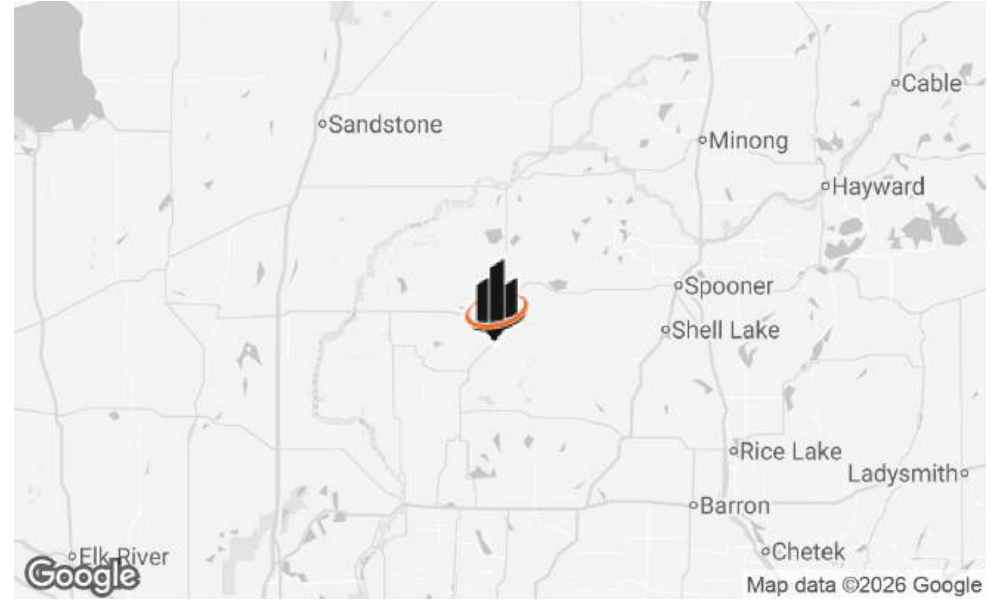 Cable
Sandstone
Minong
Hayward
Spooner
Shell Lake
Rice Lake
Ladysmith
Barron
Chetek
Elk River
Google
Map data ©2026 Google